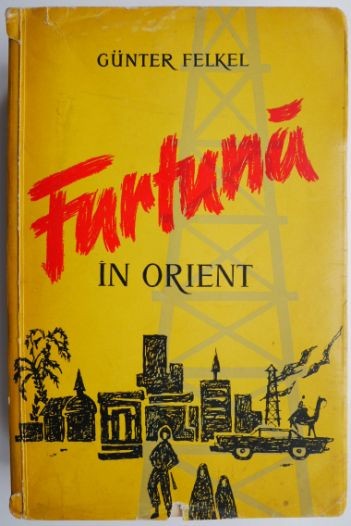 GÜNTER FELKEL
Furtună
ÎN ORIENT